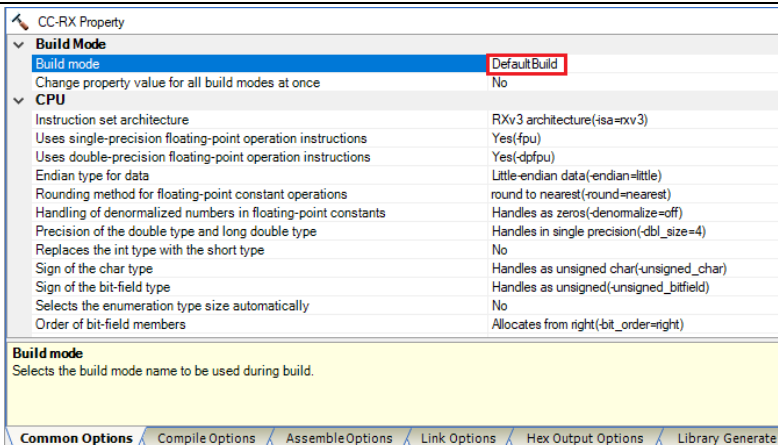 CC-RX Property
Build Mode
Build mode DefaultBuild
Change property value for all build modes at once No
CPU
Instruction set architecture RXv3 architecture(-isa=rxv3)
Uses single-precision floating-point operation instructions Yes(-fpu)
Uses double-precision floating-point operation instructions Yes(-dpfpu)
Endian type for data Little-endian data(-endian=little)
Rounding method for floating-point constant operations round to nearest(-round=nearest)
Handling of denormalized numbers in floating-point constants Handles as zeros(-denormalize=off)
Precision of the double type and long double type Handles in single precision(-dbl_size=4)
Replaces the int type with the short type No
Sign of the char type Handles as unsigned char(-unsigned_char)
Sign of the bit-field type Handles as unsigned(-unsigned_bitfield)
Selects the enumeration type size automatically No
Order of bit-field members Allocates from right(-bit_order=right)
Build mode
Selects the build mode name to be used during build.
Common Options Compile Options Assemble Options Link Options Hex Output Options Library Generate